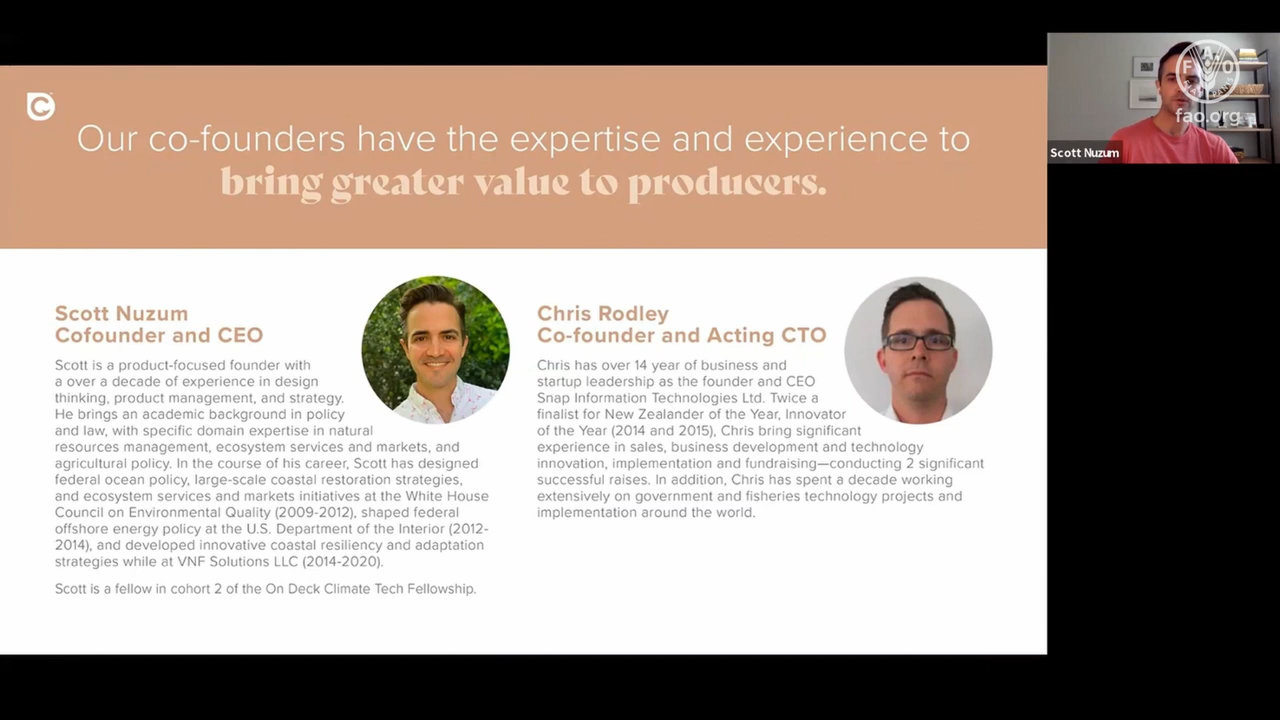 Our co-founders have the expertise and experience to
bring greater value to producers.
FAO
FIAT PANIS
fao.org
Scott Nuzum
Scott Nuzum
Cofounder and CEO
Scott is a product-focused founder with
a over a decade of experience in design
thinking, product management, and strategy.
He brings an academic background in policy
and law, with specific domain expertise in natural
resources management, ecosystem services and markets, and
agricultural policy. In the course of his career, Scott has designed
federal ocean policy, large-scale coastal restoration strategies,
and ecosystem services and markets initiatives at the White House
Council on Environmental Quality (2009-2012), shaped federal
offshore energy policy at the U.S. Department of the Interior (2012-
2014), and developed innovative coastal resiliency and adaptation
strategies while at VNF Solutions LLC (2014-2020).
Scott is a fellow in cohort 2 of the On Deck Climate Tech Fellowship.
Chris Rodley
Co-founder and Acting CTO
Chris has over 14 year of business and
startup leadership as the founder and CEO
Snap Information Technologies Ltd. Twice a
finalist for New Zealander of the Year, Innovator
of the Year (2014 and 2015), Chris bring significant
experience in sales, business development and technology
innovation, implementation and fundraising—conducting 2 significant
successful raises. In addition, Chris has spent a decade working
extensively on government and fisheries technology projects and
implementation around the world.